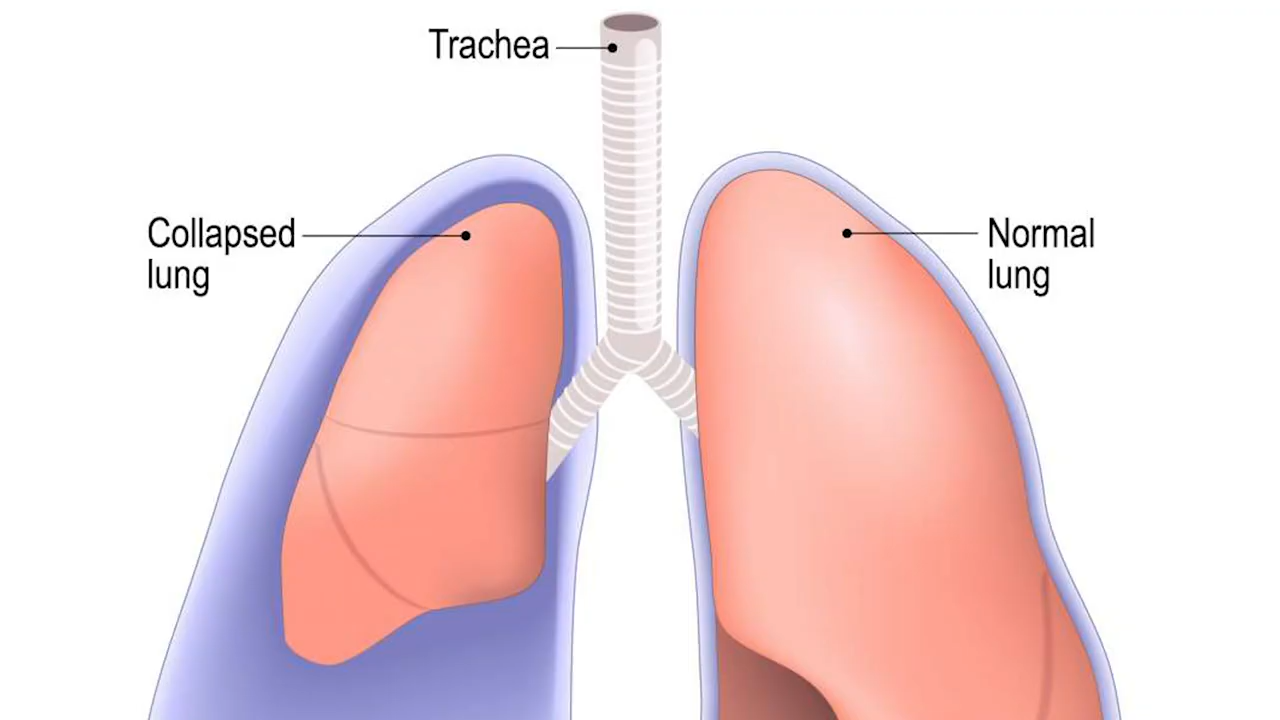 Trachea
Collapsed
lung
Normal
lung